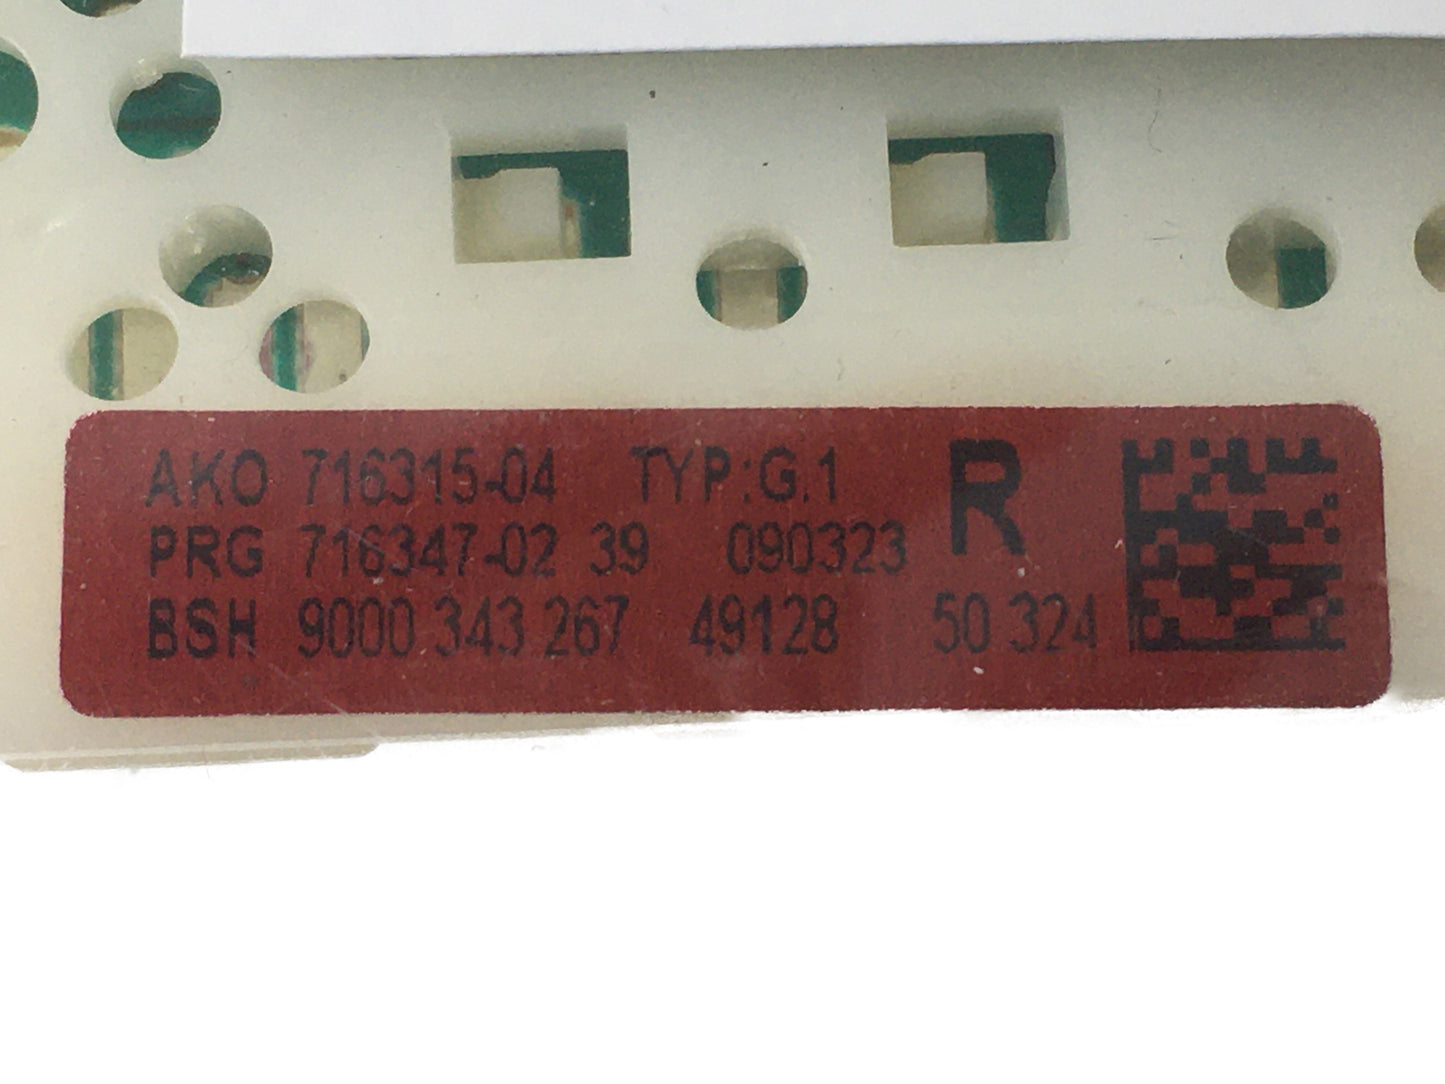 AKO 716315-04 TYP:G.1 R
PRG 716347-02 39 090323
BSH 9000 343 267 49128 50 324